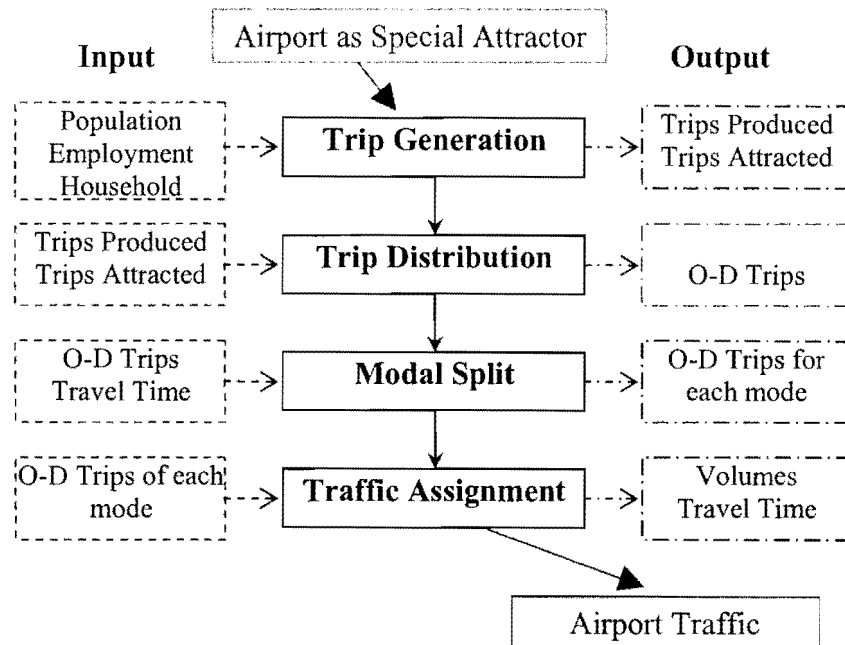 Airport as Special Attractor
Input
Output
Population
Employment
Household
Trip Generation
Trips Produced
Trips Attracted
Trips Produced
Trips Attracted
Trip Distribution
O-D Trips
O-D Trips
Travel Time
Modal Split
O-D Trips for
each mode
O-D Trips of each
mode
Traffic Assignment
Volumes
Travel Time
Airport Traffic